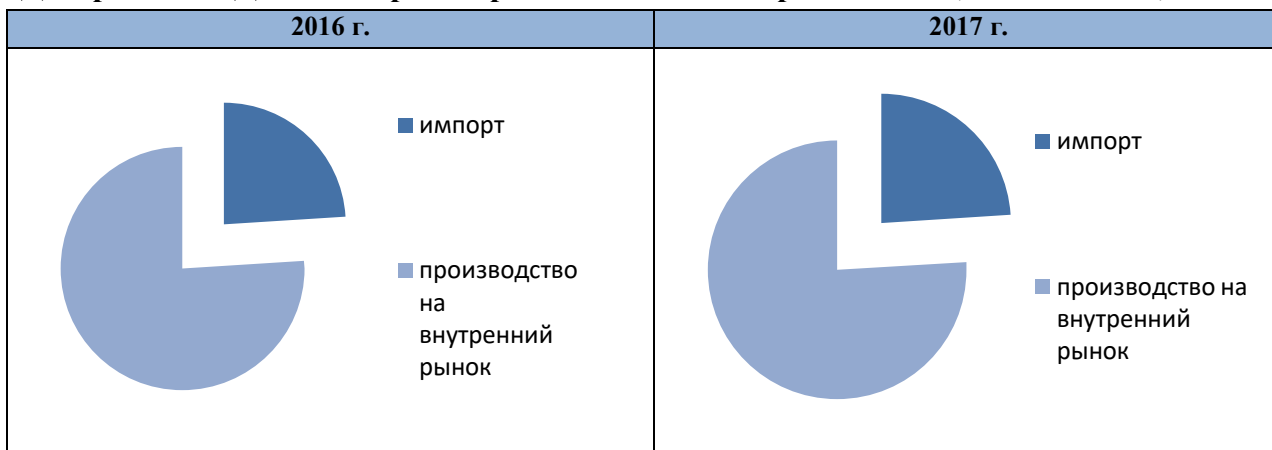 2016 г.
2017 г.
импорт
производство
на
внутренний
рынок
импорт
производство на
внутренний
рынок